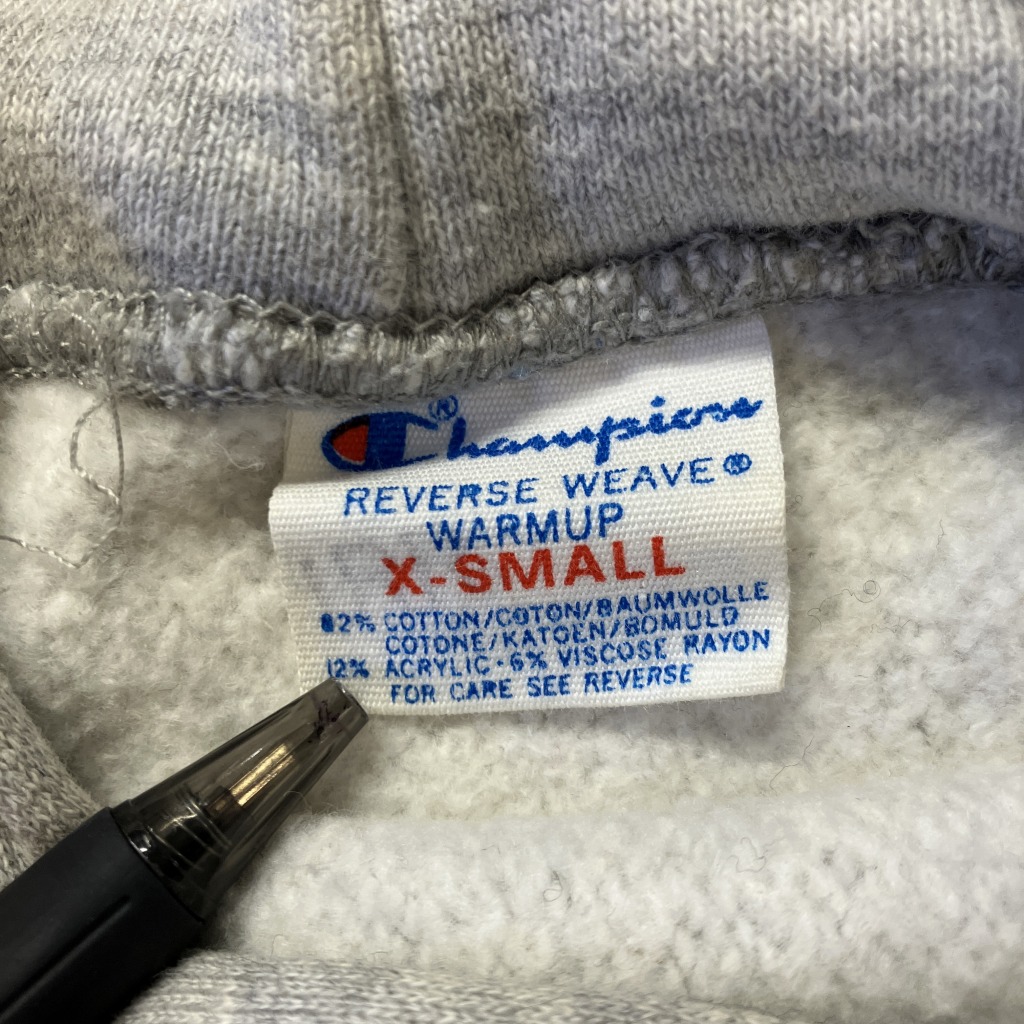 Champion®
REVERSE WEAVE®
WARMUP
X-SMALL
82% COTTON/COTON/BAUMWOLLE
COTONE/KATOEN/BOMULD
12% ACRYLIC·6% VISCOSE RAYON
FOR CARE SEE REVERSE